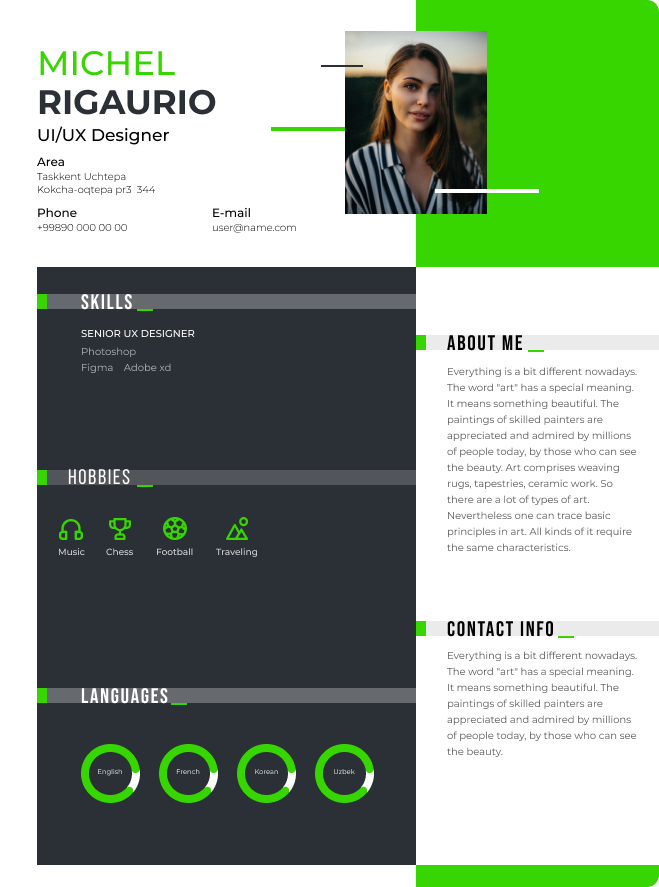 MICHEL
RIGAURIO
UI/UX Designer
Area
Taskkent Uchtepa
Kokcha-oqtepa pr3 344
Phone
+99890 000 00 00
E-mail
user@name.com
SKILLS
SENIOR UX DESIGNER
Photoshop
Figma Adobe xd
HOBBIES
Music Chess Football Traveling
LANGUAGES
English French Korean Uzbek
ABOUT ME
Everything is a bit different nowadays.
The word "art" has a special meaning.
It means something beautiful. The
paintings of skilled painters are
appreciated and admired by millions
of people today, by those who can see
the beauty. Art comprises weaving
rugs, tapestries, ceramic work. So
there are a lot of types of art.
Nevertheless one can trace basic
principles in art. All kinds of it require
the same characteristics.
CONTACT INFO
Everything is a bit different nowadays.
The word "art" has a special meaning.
It means something beautiful. The
paintings of skilled painters are
appreciated and admired by millions
of people today, by those who can see
the beauty.